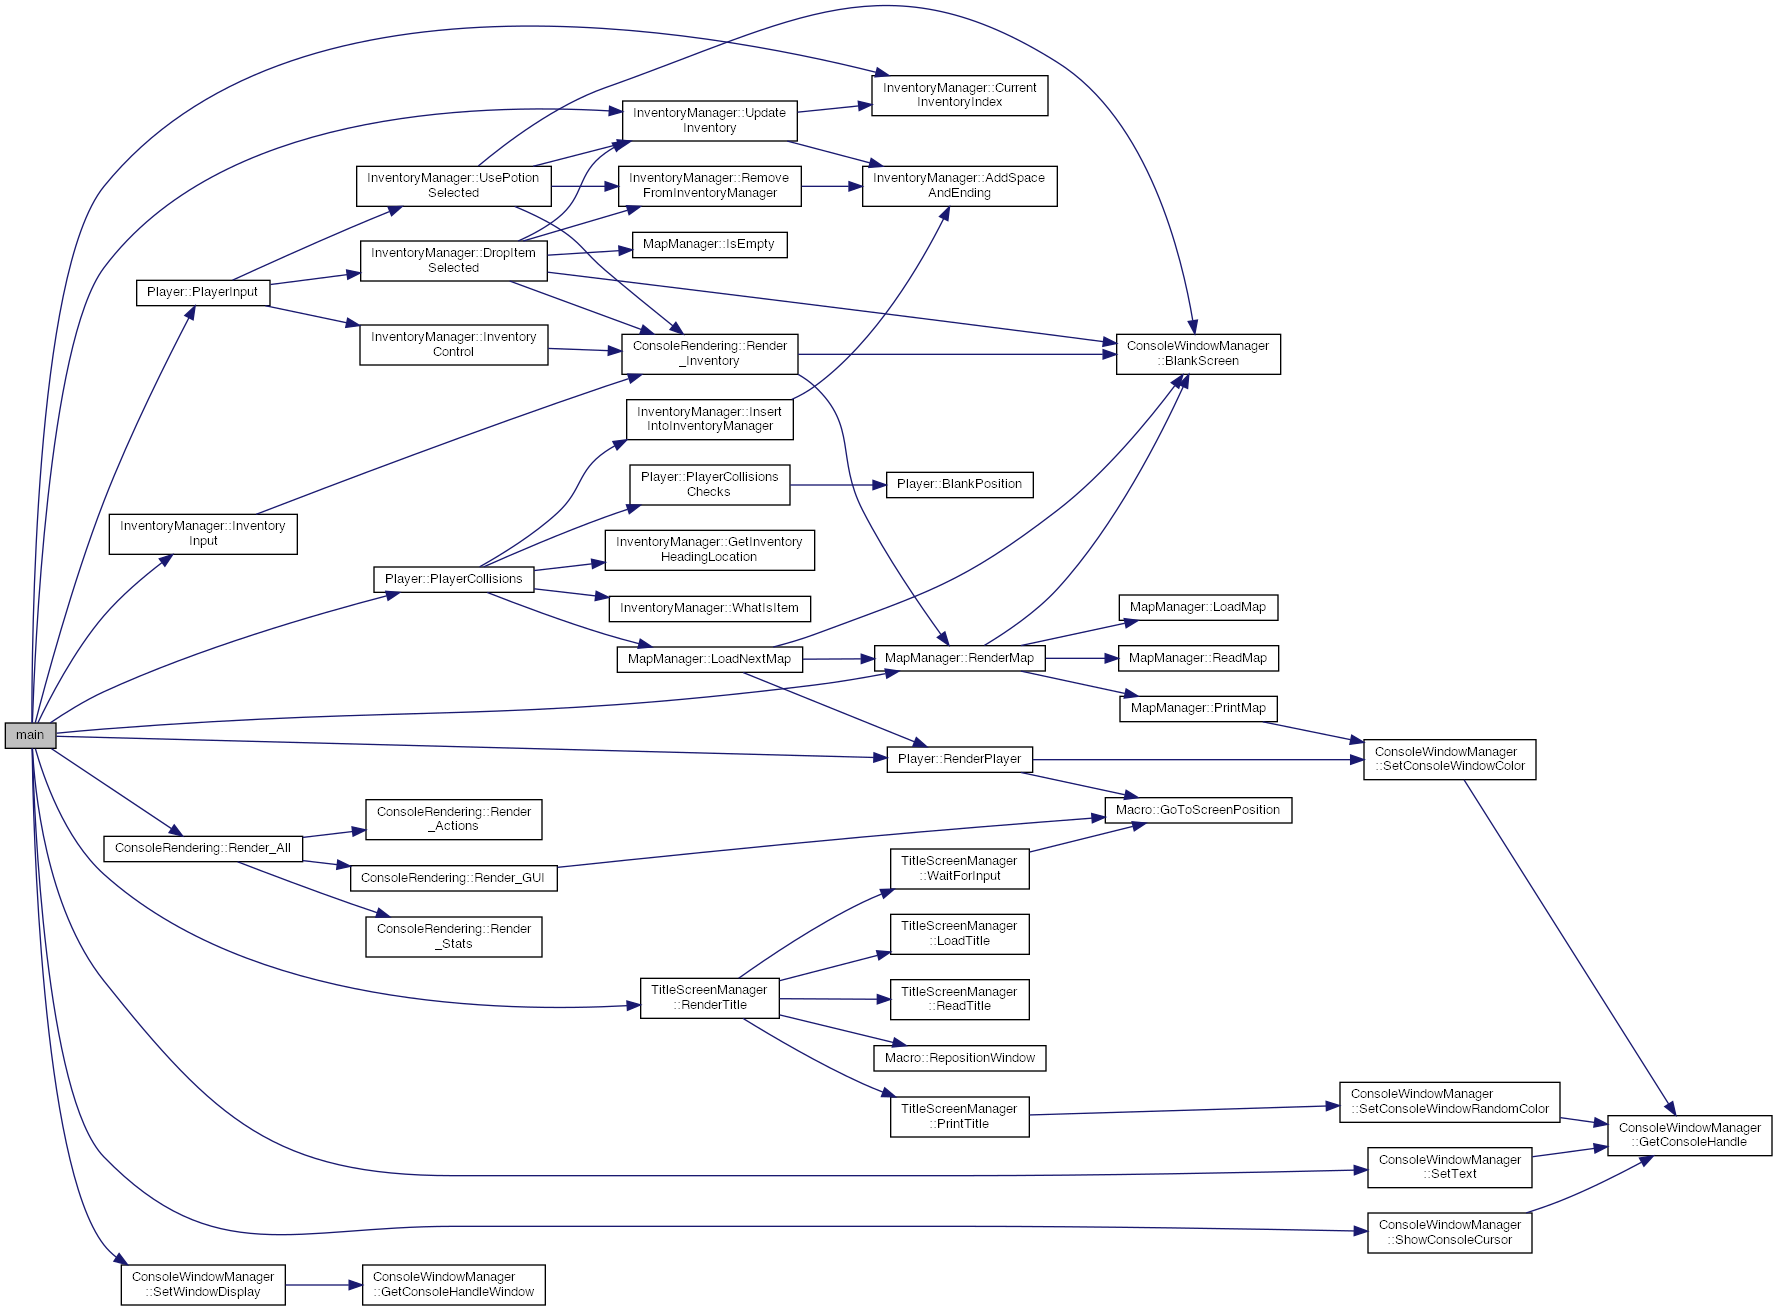 main
Player::PlayerInput
InventoryManager::Inventory
Input
ConsoleRendering::Render_All
ConsoleWindowManager
::SetWindowDisplay
InventoryManager::UsePotion
Selected
InventoryManager::DropItem
Selected
InventoryManager::Inventory
Control
Player::PlayerCollisions
ConsoleRendering::Render
_Actions
ConsoleRendering::Render_GUI
ConsoleRendering::Render
_Stats
ConsoleWindowManager
::GetConsoleHandleWindow
InventoryManager::Update
Inventory
InventoryManager::Remove
FromInventoryManager
MapManager::IsEmpty
ConsoleRendering::Render
_Inventory
InventoryManager::Insert
IntoInventoryManager
Player::PlayerCollisions
Checks
InventoryManager::GetInventory
HeadingLocation
InventoryManager::WhatIsItem
MapManager::LoadNextMap
TitleScreenManager
::RenderTitle
InventoryManager::Current
InventoryIndex
InventoryManager::AddSpace
AndEnding
Player::BlankPosition
MapManager::RenderMap
Player::RenderPlayer
TitleScreenManager
::WaitForInput
TitleScreenManager
::LoadTitle
TitleScreenManager
::ReadTitle
Macro::RepositionWindow
TitleScreenManager
::PrintTitle
ConsoleWindowManager
::BlankScreen
MapManager::LoadMap
MapManager::ReadMap
MapManager::PrintMap
Macro::GoToScreenPosition
ConsoleWindowManager
::SetConsoleWindowColor
ConsoleWindowManager
::SetConsoleWindowRandomColor
ConsoleWindowManager
::SetText
ConsoleWindowManager
::ShowConsoleCursor
ConsoleWindowManager
::GetConsoleHandle